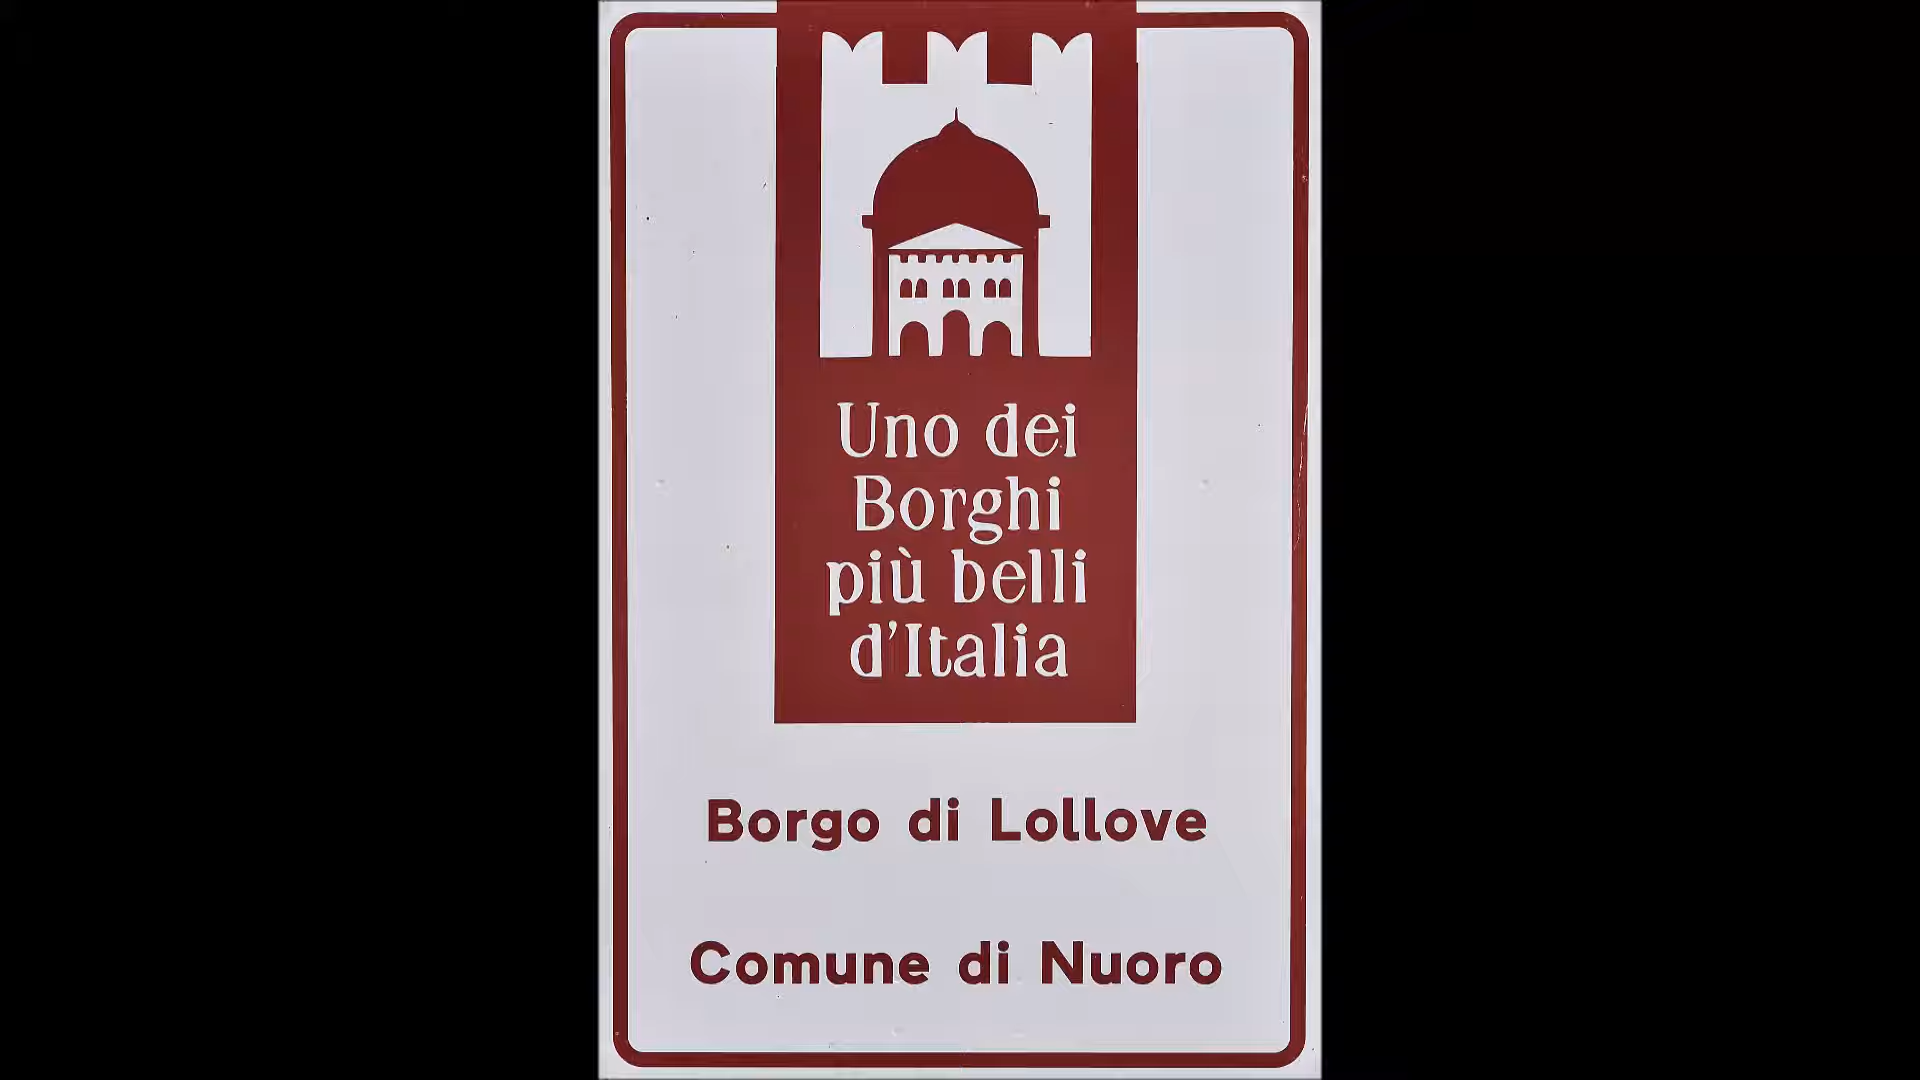 Uno dei
Borghi
più belli
d'Italia
Borgo di Lollove
Comune di Nuoro